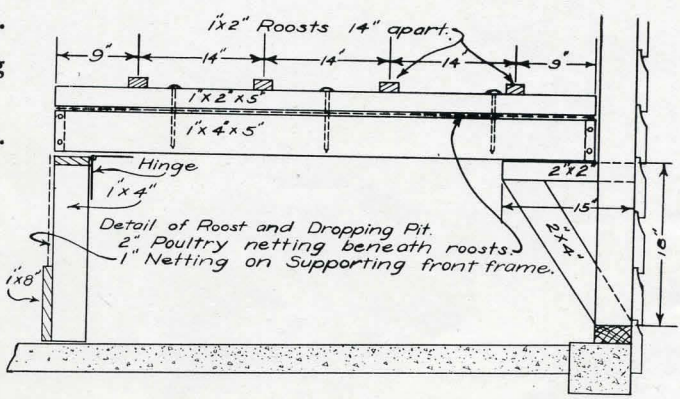 1"x2" Roosts 14" apart.
9" 14" 14" 14" 9"
1"x2"x5"
1"x4"x5"
Hinge
2"x2"
1"x4"
15"
Detail of Roost and Dropping Pit.
2"x4"
2" Poultry netting beneath roosts.
18"
1" Netting on Supporting front frame.
1"x8"